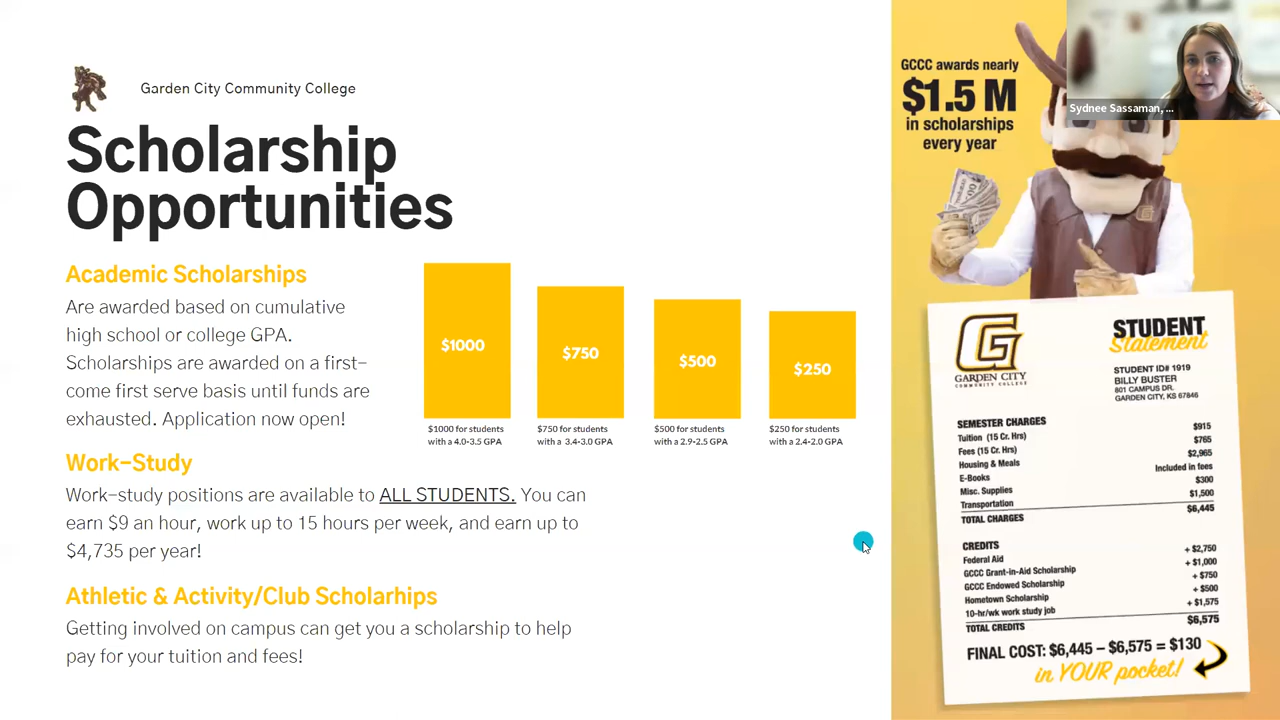 Garden City Community College
Scholarship
Opportunities
Academic Scholarships
Are awarded based on cumulative
high school or college GPA.
Scholarships are awarded on a first-
come first serve basis until funds are
exhausted. Application now open!
$1000
$750
$500
$250
$1000 for students
with a 4.0-3.5 GPA
$750 for students
with a 3.4-3.0 GPA
$500 for students
with a 2.9-2.5 GPA
$250 for students
with a 2.4-2.0 GPA
Work-Study
Work-study positions are available to ALL STUDENTS. You can
earn $9 an hour, work up to 15 hours per week, and earn up to
$4,735 per year!
Athletic & Activity/Club Scholarhips
Getting involved on campus can get you a scholarship to help
pay for your tuition and fees!
GCCC awards nearly
$1.5 M
in scholarships
every year
Sydnee Sassaman, ...
G
GARDEN CITY
COMMUNITY COLLEGE
STUDENT
Statement
STUDENT ID# 1919
BILLY BUSTER
801 CAMPUS DR.
GARDEN CITY, KS 67846
SEMESTER CHARGES
Tuition (15 Cr. Hrs) $915
Fees (15 Cr. Hrs) $765
Housing & Meals $2,965
E-Books Included in fees
Misc. Supplies $300
Transportation $1,500
TOTAL CHARGES $6,445
CREDITS
Federal Aid + $2,750
GCCC Grant-in-Aid Scholarship + $1,000
GCCC Endowed Scholarship + $750
Hometown Scholarship + $500
10-hr/wk work study job + $1,575
TOTAL CREDITS $6,575
FINAL COST: $6,445 – $6,575 = $130
in YOUR pocket!